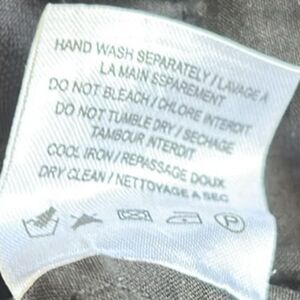 HAND WASH SEPARATELY / LAVAGE A
LA MAIN SSPAREMENT
DO NOT BLEACH / CHLORE INTERDIT
DO NOT TUMBLE DRY / SECHAGE
TAMBOUR INTERDIT
COOL IRON / REPASSAGE DOUX
DRY CLEAN / NETTOYAGE A SEC
P